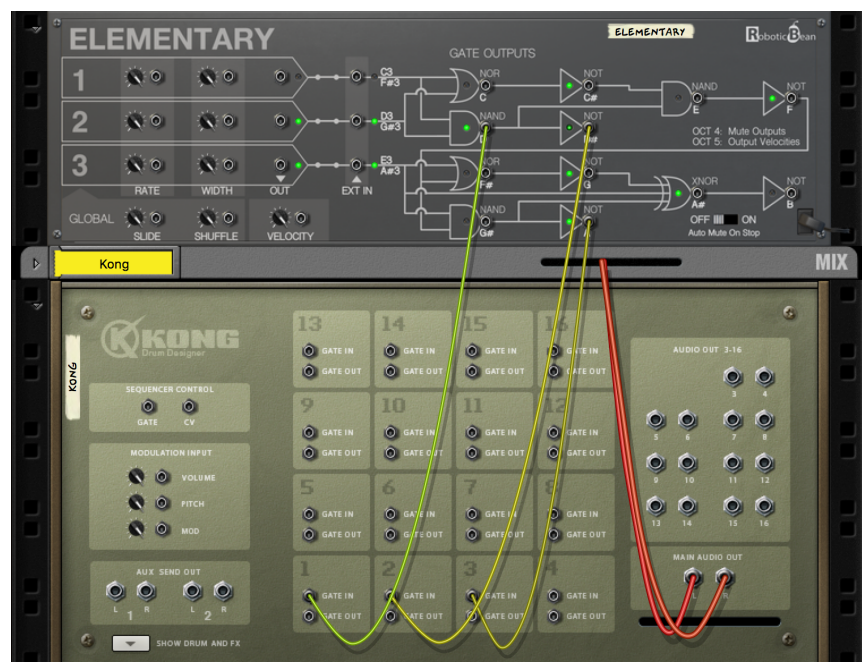 ELEMENTARY
ELEMENTARY
RoboticBean
GATE OUTPUTS
1
C3
F#3
NOR
C
NOT
C#
NAND
E
NOT
F
2
D3
G#3
NAND
NOT
D#
OCT 4: Mute Outputs
OCT 5: Output Velocities
3
RATE
WIDTH
OUT
EXT IN
E3
A#3
NOR
F#
NOT
G
XNOR
A#
NOT
B
GLOBAL
SLIDE
SHUFFLE
VELOCITY
NAND
G#
NOT
OFF
ON
Auto Mute On Stop
Kong
MIX
KONG
KONG
Drum Designer
SEQUENCER CONTROL
GATE
CV
MODULATION INPUT
VOLUME
PITCH
MOD
AUX SEND OUT
L
R
L
R
1
2
SHOW DRUM AND FX
13
GATE IN
GATE OUT
14
GATE IN
GATE OUT
15
GATE IN
GATE OUT
16
GATE IN
GATE OUT
9
GATE IN
GATE OUT
10
GATE IN
GATE OUT
11
GATE IN
GATE OUT
12
GATE IN
GATE OUT
5
GATE IN
GATE OUT
6
GATE IN
GATE OUT
7
GATE IN
GATE OUT
8
GATE IN
GATE OUT
1
GATE IN
GATE OUT
2
GATE IN
GATE OUT
3
GATE IN
GATE OUT
4
GATE IN
GATE OUT
AUDIO OUT 3-16
3
4
5
6
7
8
9
10
11
12
13
14
15
16
MAIN AUDIO OUT
L
R